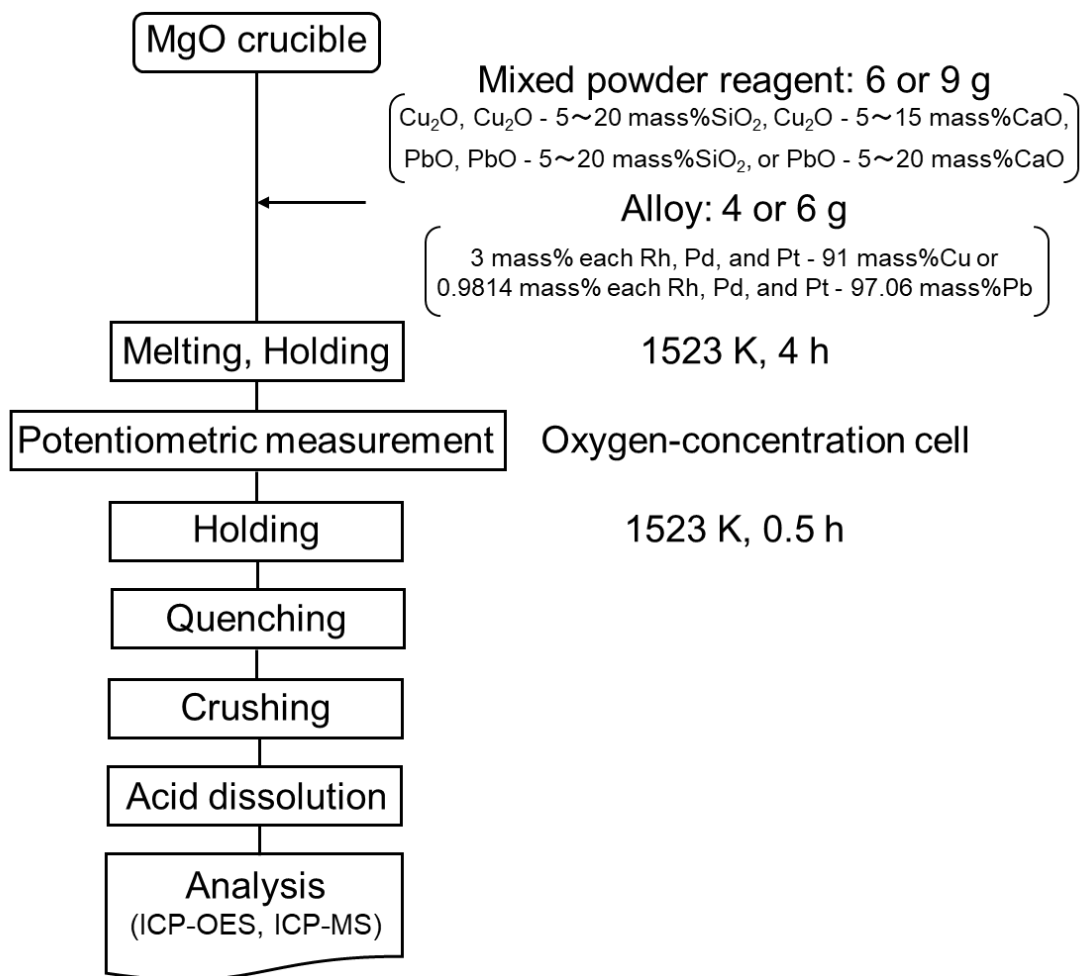 MgO crucible
Mixed powder reagent: 6 or 9 g
Cu₂O, Cu₂O - 5～20 mass%SiO₂, Cu₂O - 5～15 mass%CaO,
PbO, PbO - 5～20 mass%SiO₂, or PbO - 5～20 mass%CaO
Alloy: 4 or 6 g
3 mass% each Rh, Pd, and Pt - 91 mass%Cu or
0.9814 mass% each Rh, Pd, and Pt - 97.06 mass%Pb
Melting, Holding
1523 K, 4 h
Potentiometric measurement
Oxygen-concentration cell
Holding
1523 K, 0.5 h
Quenching
Crushing
Acid dissolution
Analysis
(ICP-OES, ICP-MS)